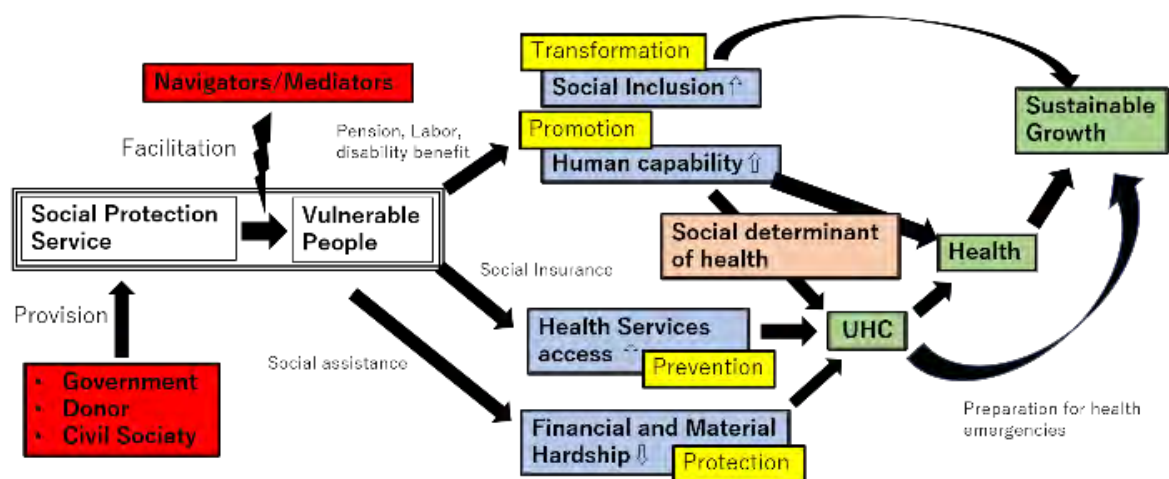 Transformation
Social Inclusion⇧
Navigators/Mediators
Sustainable
Growth
Promotion
Pension, Labor,
disability benefit
Facilitation
Human capability⇧
Social Protection
Service
Vulnerable
People
Social determinant
of health
Health
Social Insurance
Provision
Health Services
access⇧
UHC
Prevention
Social assistance
• Government
• Donor
• Civil Society
Financial and Material
Hardship⇩
Protection
Preparation for health
emergencies